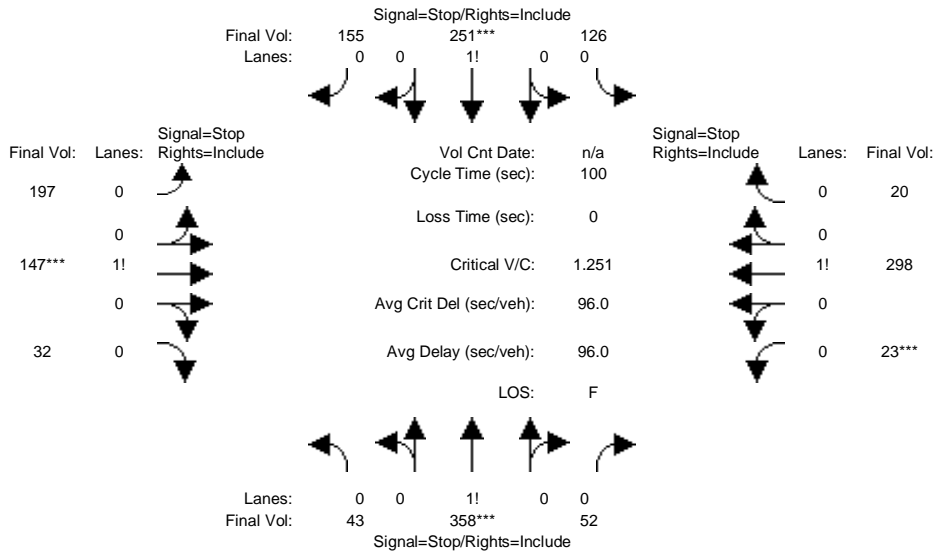 Signal=Stop/Rights=Include
Final Vol: 155 251*** 126
Lanes: 0 0 1! 0 0
Signal=Stop Signal=Stop
Final Vol: Lanes: Rights=Include Vol Cnt Date: n/a Rights=Include Lanes: Final Vol:
Cycle Time (sec): 100
197 0 0 20
Loss Time (sec): 0
0 0
147*** 1! Critical V/C: 1.251 1! 298
0 Avg Crit Del (sec/veh): 96.0 0
32 0 Avg Delay (sec/veh): 96.0 0 23***
LOS: F
Lanes: 0 0 1! 0 0
Final Vol: 43 358*** 52
Signal=Stop/Rights=Include